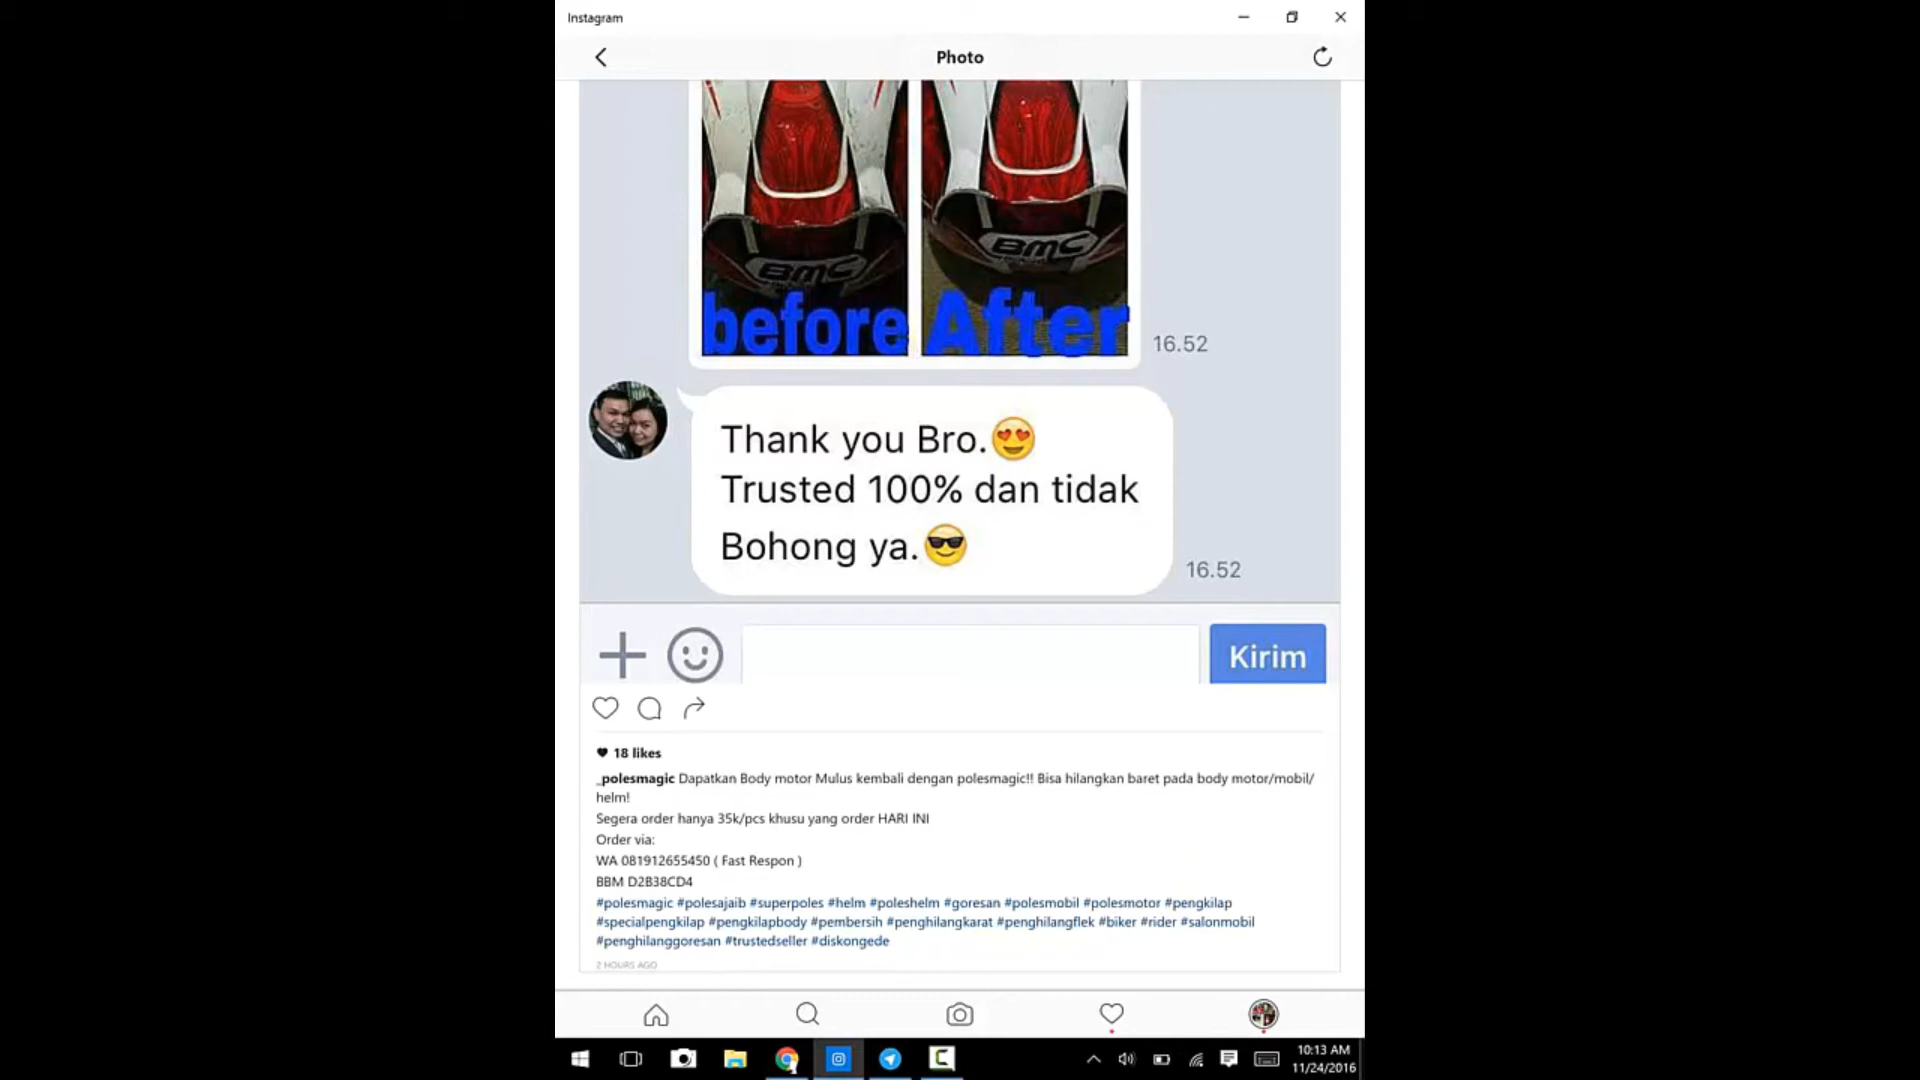 Instagram
Photo
BMC
BMC
before
After
16.52
Thank you Bro.😍
Trusted 100% dan tidak
Bohong ya.😎
16.52
Kirim
18 likes
_polesmagic Dapatkan Body motor Mulus kembali dengan polesmagic!! Bisa hilangkan baret pada body motor/mobil/
helm!
Segera order hanya 35k/pcs khusu yang order HARI INI
Order via:
WA 081912655450 ( Fast Respon )
BBM D2B38CD4
#polesmagic #polesajaib #superpoles #helm #poleshelm #goresan #polesmobil #polesmotor #pengkilap
#specialpengkilap #pengkilapbody #pembersih #penghilangkarat #penghilangflek #biker #rider #salonmobil
#penghilanggoresan #trustedseller #diskongede
2 HOURS AGO
10:13 AM
11/24/2016